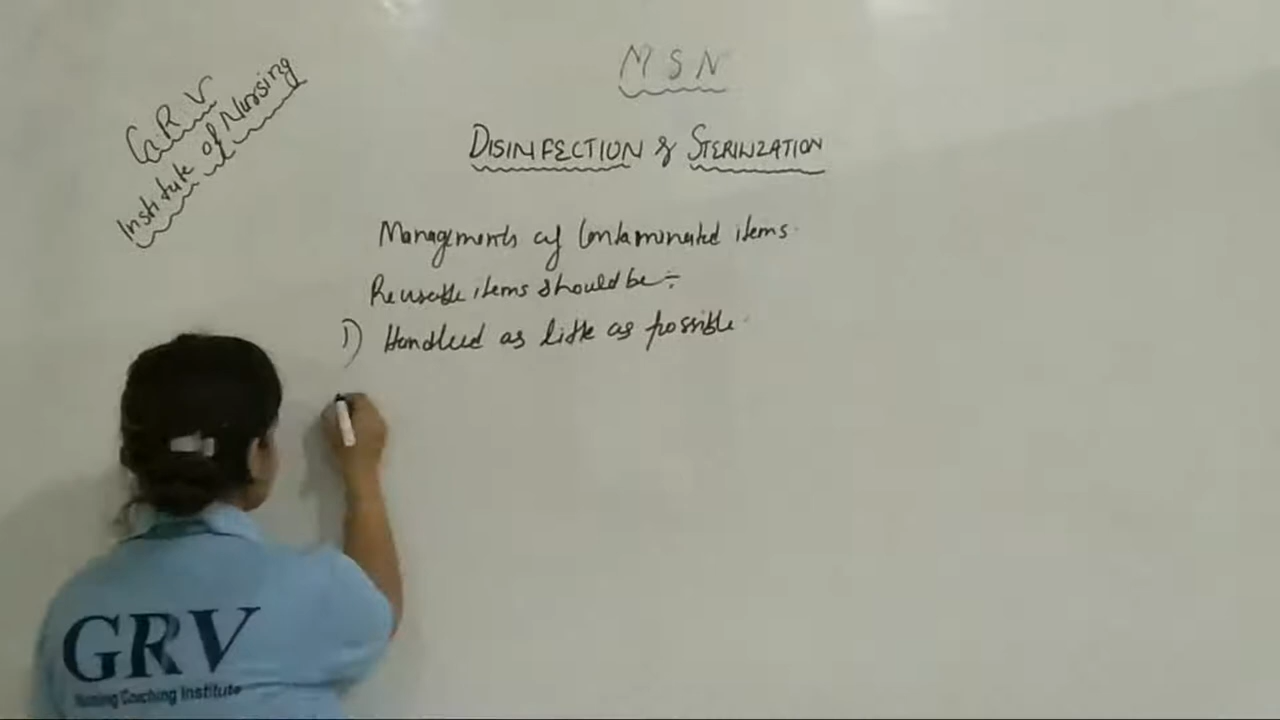 GRV
Institute of Nursing
MSN
DISINFECTION & STERILIZATION
Managements of Contaminated items
Reusable items should be ÷
1) Handled as little as possible.
GRV
Nursing Coaching Institute